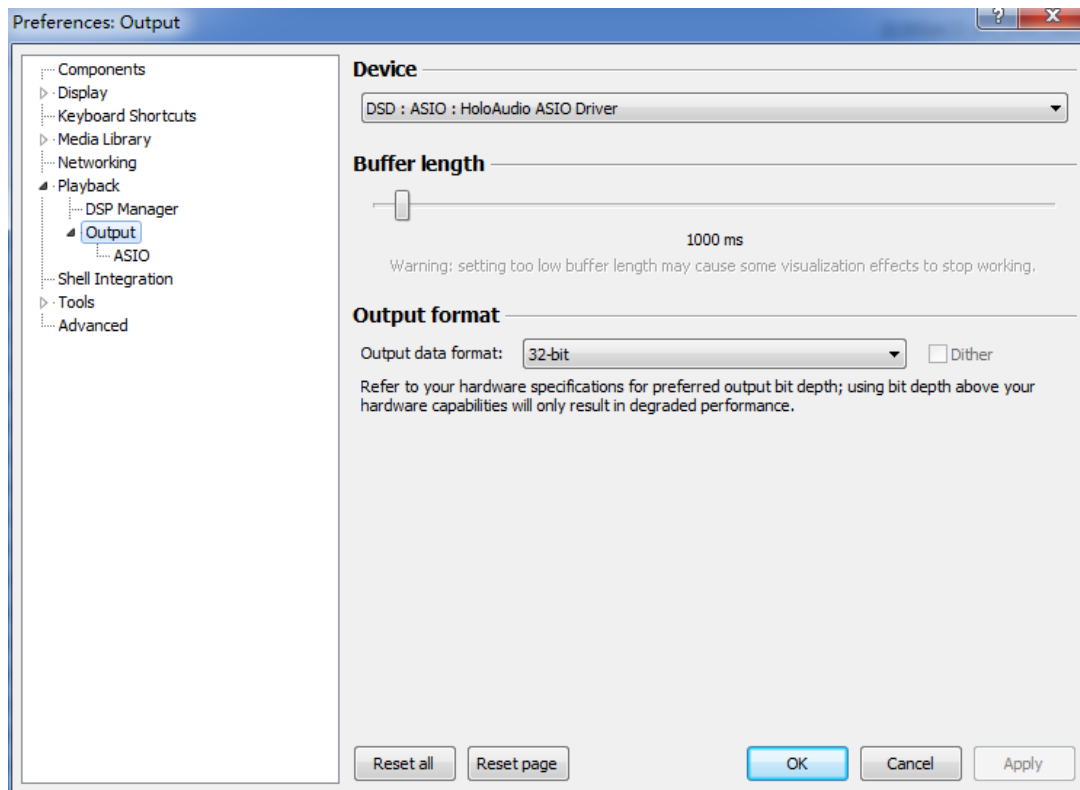 Preferences: Output
Components
Display
Keyboard Shortcuts
Media Library
Networking
Playback
DSP Manager
Output
ASIO
Shell Integration
Tools
Advanced
Device
DSD : ASIO : HoloAudio ASIO Driver
Buffer length
1000 ms
Warning: setting too low buffer length may cause some visualization effects to stop working.
Output format
Output data format: 32-bit Dither
Refer to your hardware specifications for preferred output bit depth; using bit depth above your
hardware capabilities will only result in degraded performance.
Reset all Reset page OK Cancel Apply